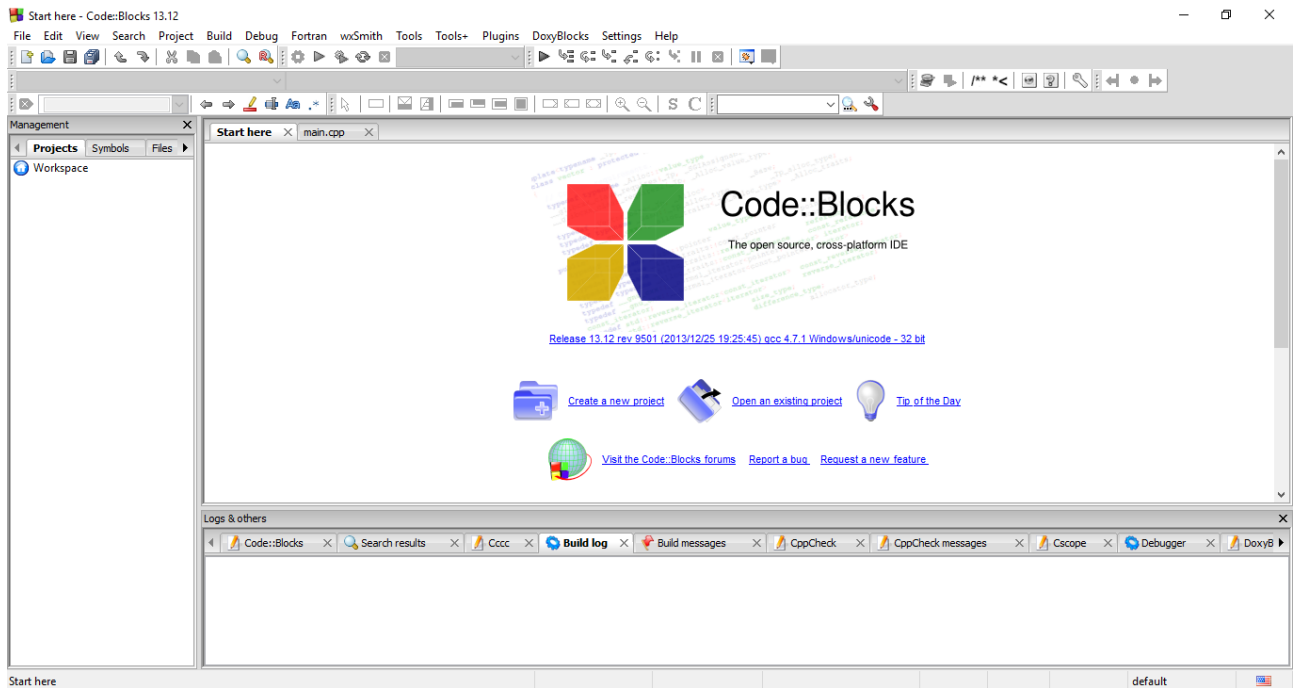 Start here - Code::Blocks 13.12
File Edit View Search Project Build Debug Fortran wxSmith Tools Tools+ Plugins DoxyBlocks Settings Help
/** *<
S C
Management
Projects Symbols Files
Workspace
Start here main.cpp
Code::Blocks
The open source, cross-platform IDE
Release 13.12 rev 9501 (2013/12/25 19:25:45) gcc 4.7.1 Windows/unicode - 32 bit
Create a new project Open an existing project Tip of the Day
Visit the Code::Blocks forums Report a bug Request a new feature
Logs & others
Code::Blocks Search results Cccc Build log Build messages CppCheck CppCheck messages Cscope Debugger DoxyB
Start here default